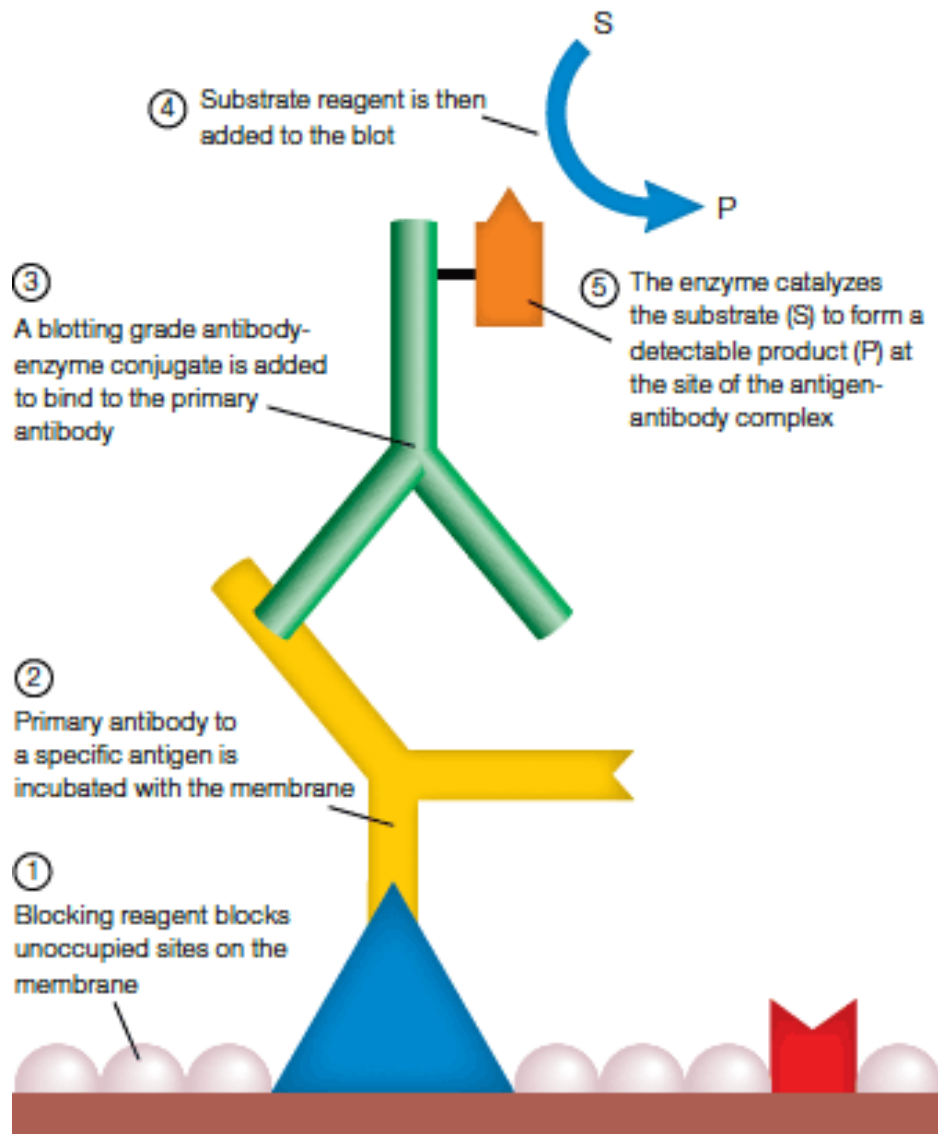 S
4 Substrate reagent is then
added to the blot
P
3
A blotting grade antibody-
enzyme conjugate is added
to bind to the primary
antibody
5 The enzyme catalyzes
the substrate (S) to form a
detectable product (P) at
the site of the antigen-
antibody complex
2
Primary antibody to
a specific antigen is
incubated with the membrane
1
Blocking reagent blocks
unoccupied sites on the
membrane